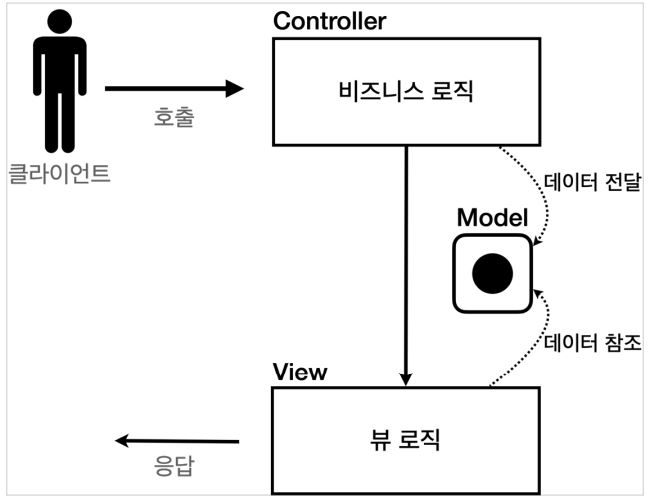 Controller
비즈니스 로직
호출
클라이언트
데이터 전달
Model
데이터 참조
View
뷰 로직
응답